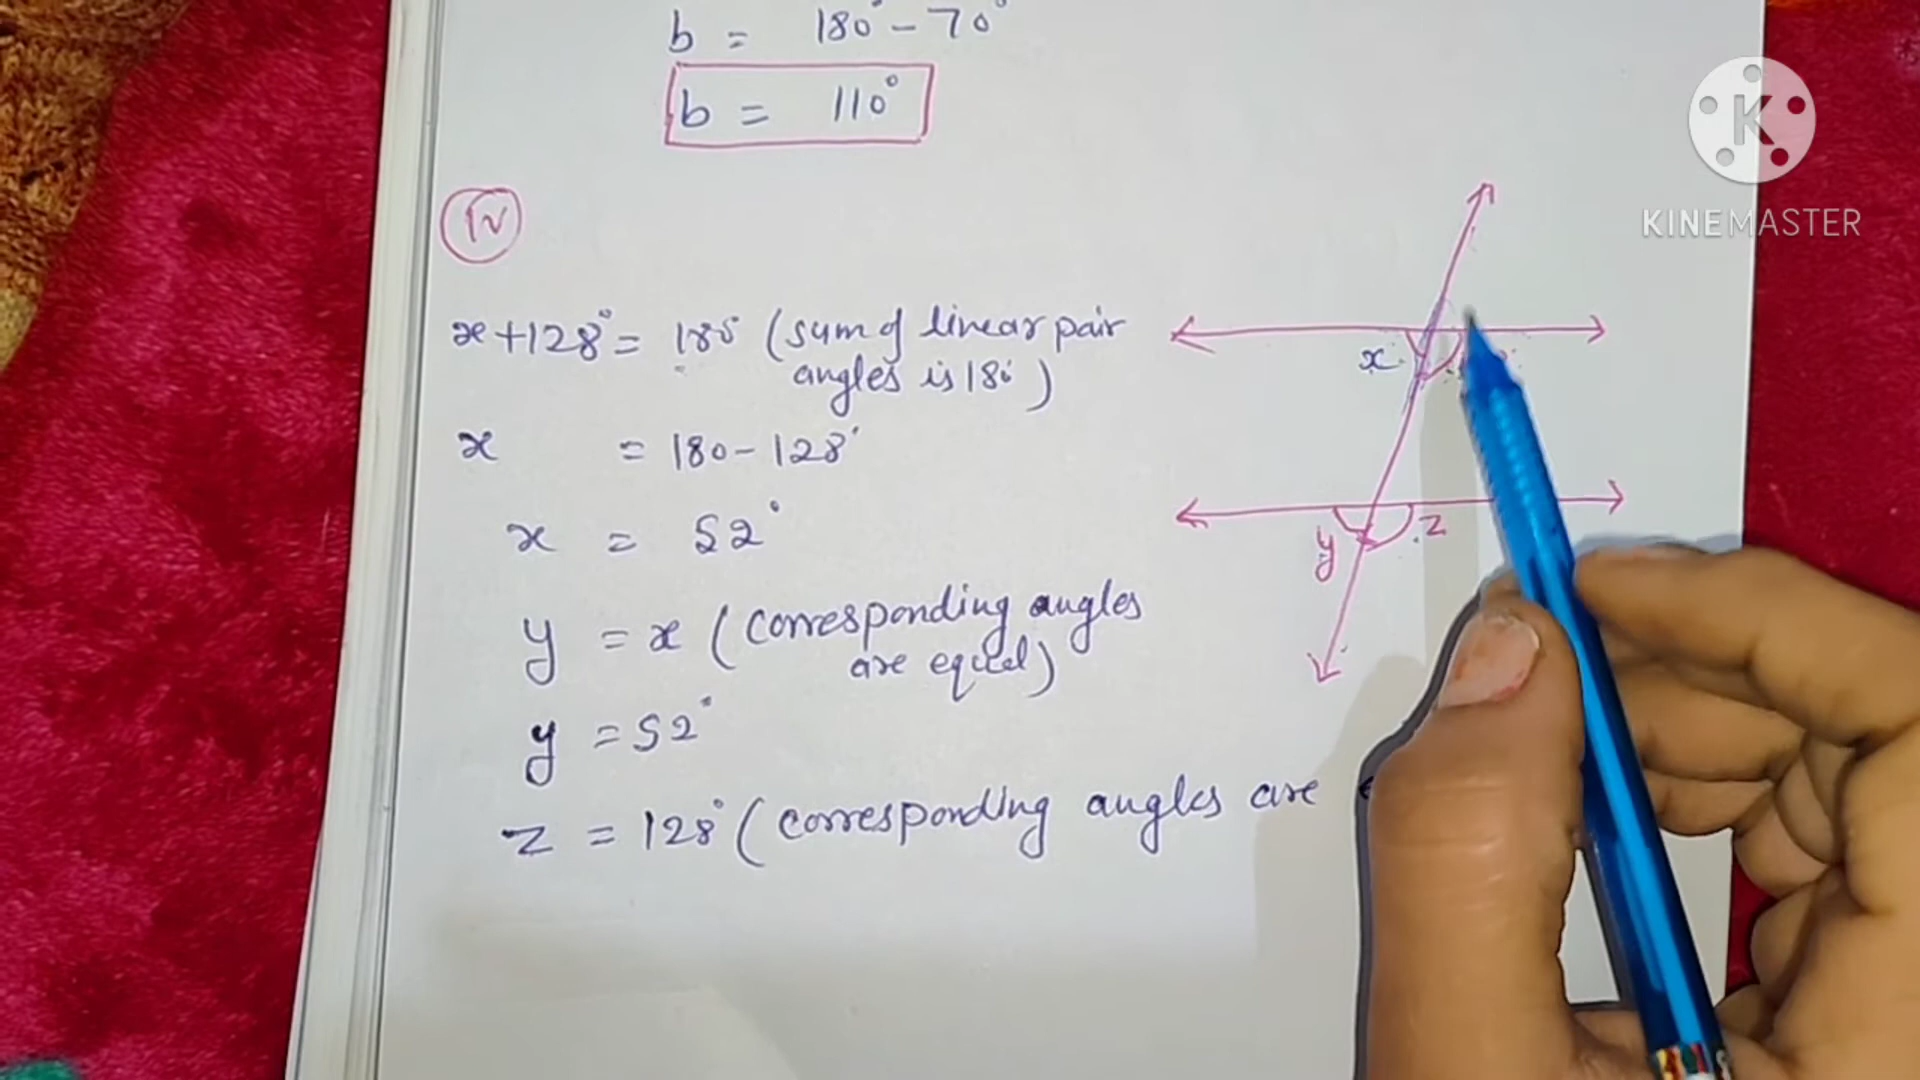 b = 180° - 70°
b = 110°
K
KINEMASTER
IV
x + 128° = 180° (sum of linear pair
angles is 180°)
x = 180 - 128°
x = 52°
y = x (corresponding angles
are equal)
y = 52°
z = 128° (corresponding angles are
x
y
z